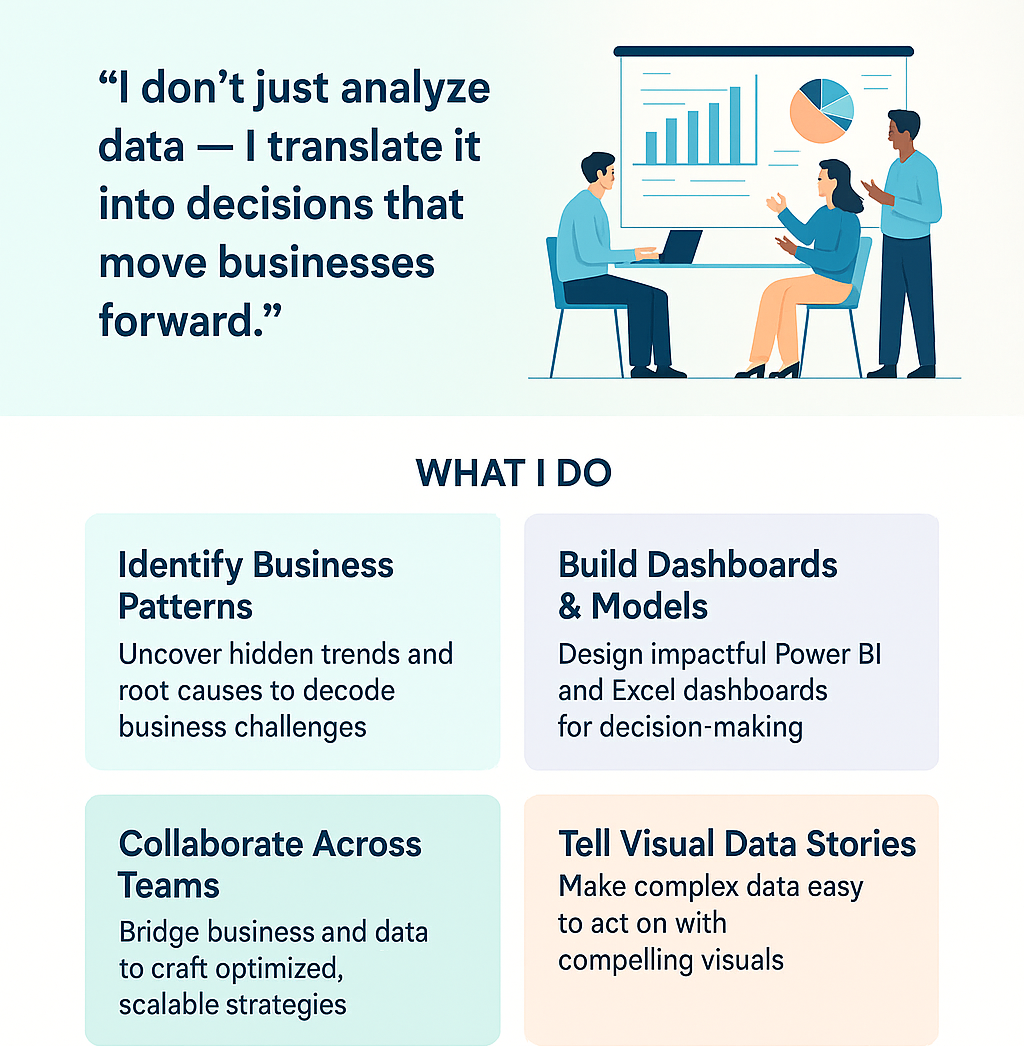 “I don’t just analyze
data — I translate it
into decisions that
move businesses
forward.”
WHAT I DO
Identify Business
Patterns
Uncover hidden trends and
root causes to decode
business challenges
Build Dashboards
& Models
Design impactful Power BI
and Excel dashboards
for decision-making
Collaborate Across
Teams
Bridge business and data
to craft optimized,
scalable strategies
Tell Visual Data Stories
Make complex data easy
to act on with
compelling visuals